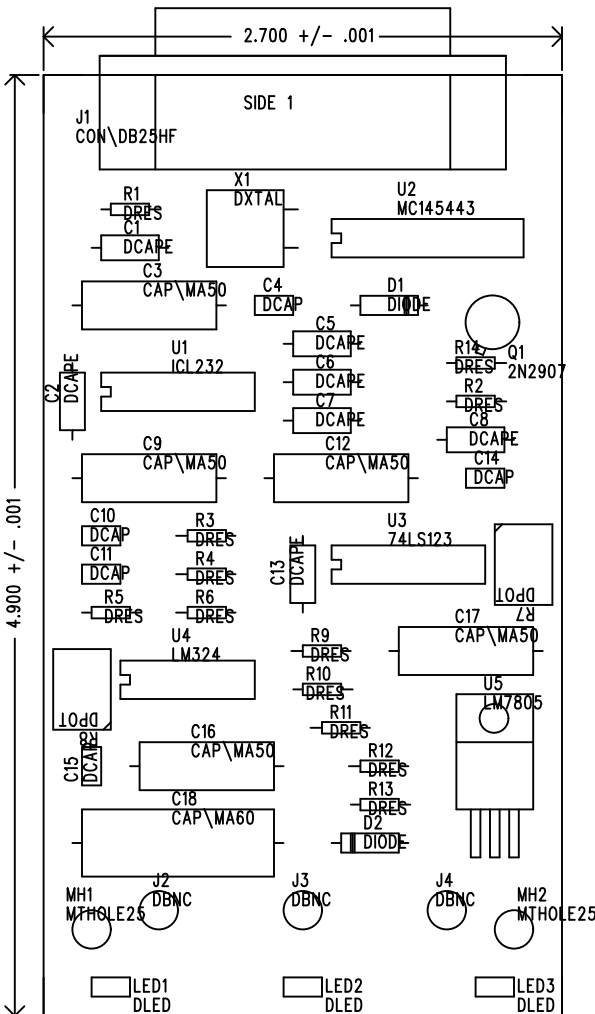 2.700 +/- .001
4.900 +/- .001
SIDE 1
J1
CON\DB25HF
X1
DXTAL
R1
DRES
C1
DCAPE
U2
MC145443
C3
CAP\MA50
C4
DCAP
D1
DIODE
C5
DCAPE
C6
DCAPE
C7
DCAPE
Q1
2N2907
R14
DRES
R2
DRES
C8
DCAPE
C14
DCAP
C2
DCAPE
U1
ICL232
C9
CAP\MA50
C12
CAP\MA50
C10
DCAP
C11
DCAP
R3
DRES
R4
DRES
R5
DRES
R6
DRES
C13
DCAPE
U3
74LS123
R7
DPOT
C17
CAP\MA50
U4
LM324
R9
DRES
R10
DRES
R11
DRES
U5
LM7805
R8
DPOT
C15
DCAP
C16
CAP\MA50
R12
DRES
R13
DRES
C18
CAP\MA60
D2
DIODE
MH1
MTHOLE25
J2
DBNC
J3
DBNC
J4
DBNC
MH2
MTHOLE25
LED1
DLED
LED2
DLED
LED3
DLED